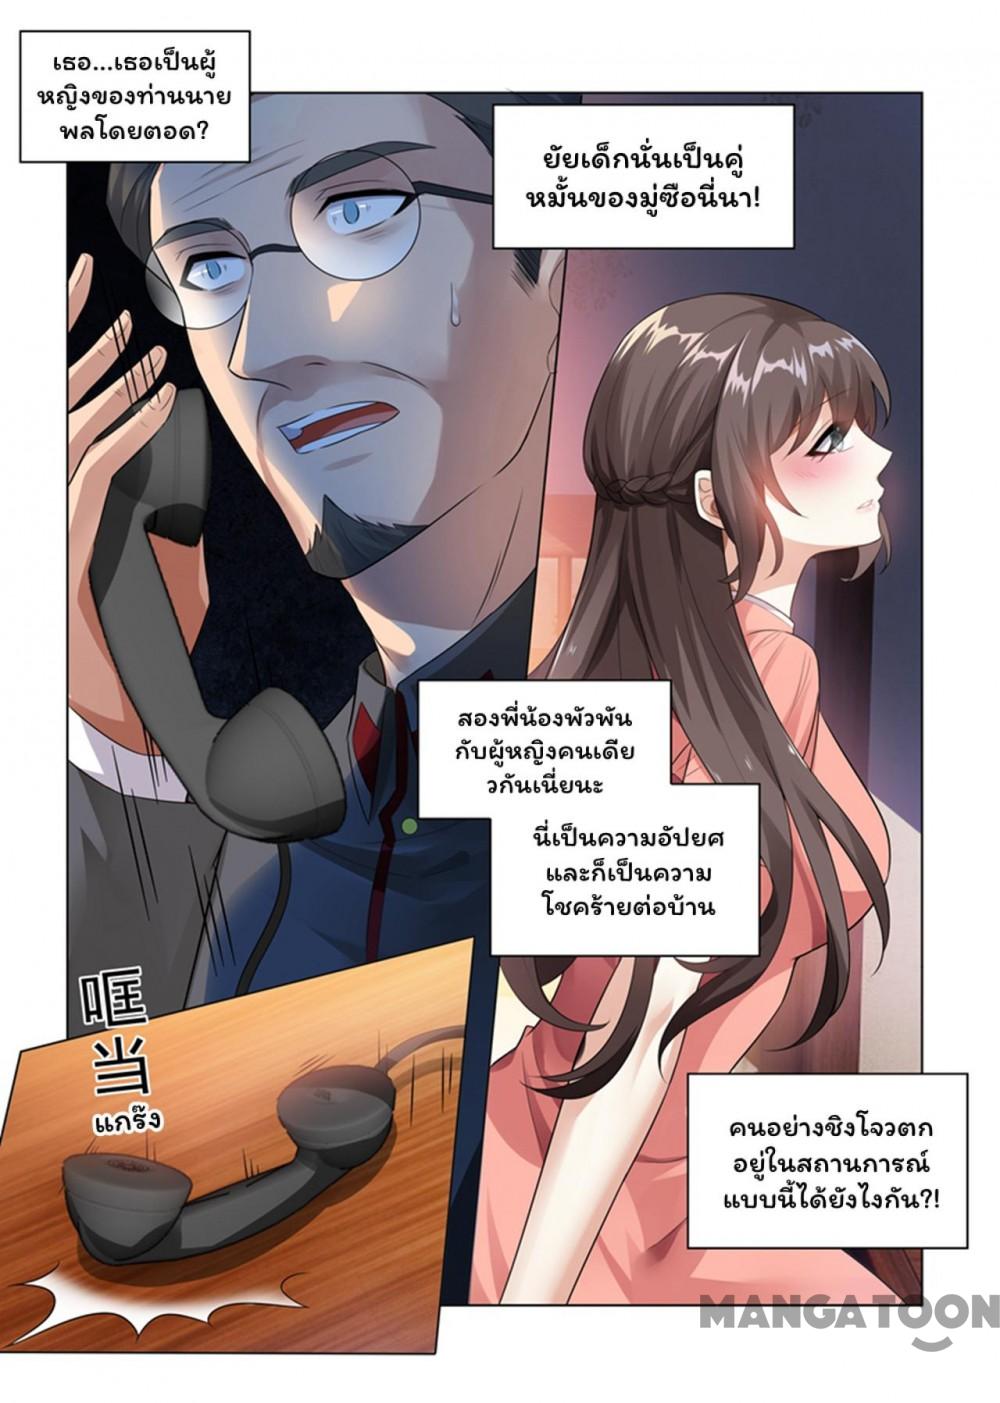 เธอ...เธอเป็นผู้
หญิงของท่านนาย
พลโดยตอด?
ยัยเด็กนั่นเป็นคู่
หมั้นของมู่ซือนี่นา!
สองพี่น้องพัวพัน
กับผู้หญิงคนเดีย
วกันเนี่ยนะ
นี่เป็นความอัปยศ
และก็เป็นความ
โชคร้ายต่อบ้าน
哐
当
แกร๊ง
คนอย่างชิงโจวตก
อยู่ในสถานการณ์
แบบนี้ได้ยังไงกัน?!
MANGATOON